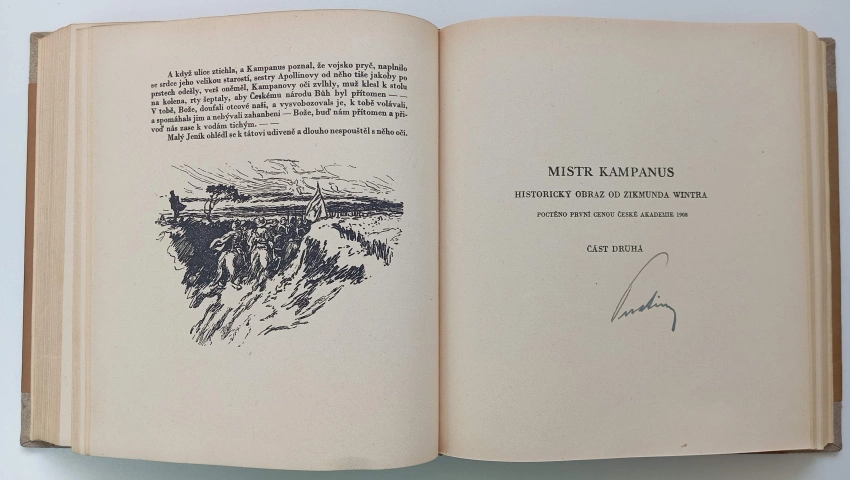 A když ulice ztichla, a Kampanus poznal, že vojsko pryč, naplnilo
se srdce jeho velikou starostí, sestry Apollinovy od něho tiše jakoby po
prstech odešly, verš oněměl, Kampanovy oči zvlhly, muž klesl k stolu
na kolena, rty šeptaly, aby Českému národu Bůh byl přítomen — —
V tobě, Bože, doufali otcové naši, a vysvobozovals je, k tobě volávali,
a spomáhals jim a nebývali zahanbeni — Bože, buď nám přítomen a při-
voď nás zase k vodám tichým. — —
Malý Jeník ohlédl se k tátovi udiveně a dlouho nespouštěl s něho očí.
MISTR KAMPANUS
HISTORICKÝ OBRAZ OD ZIKMUNDA WINTRA
POCTĚNO PRVNÍ CENOU ČESKÉ AKADEMIE 1908
ČÁST DRUHÁ